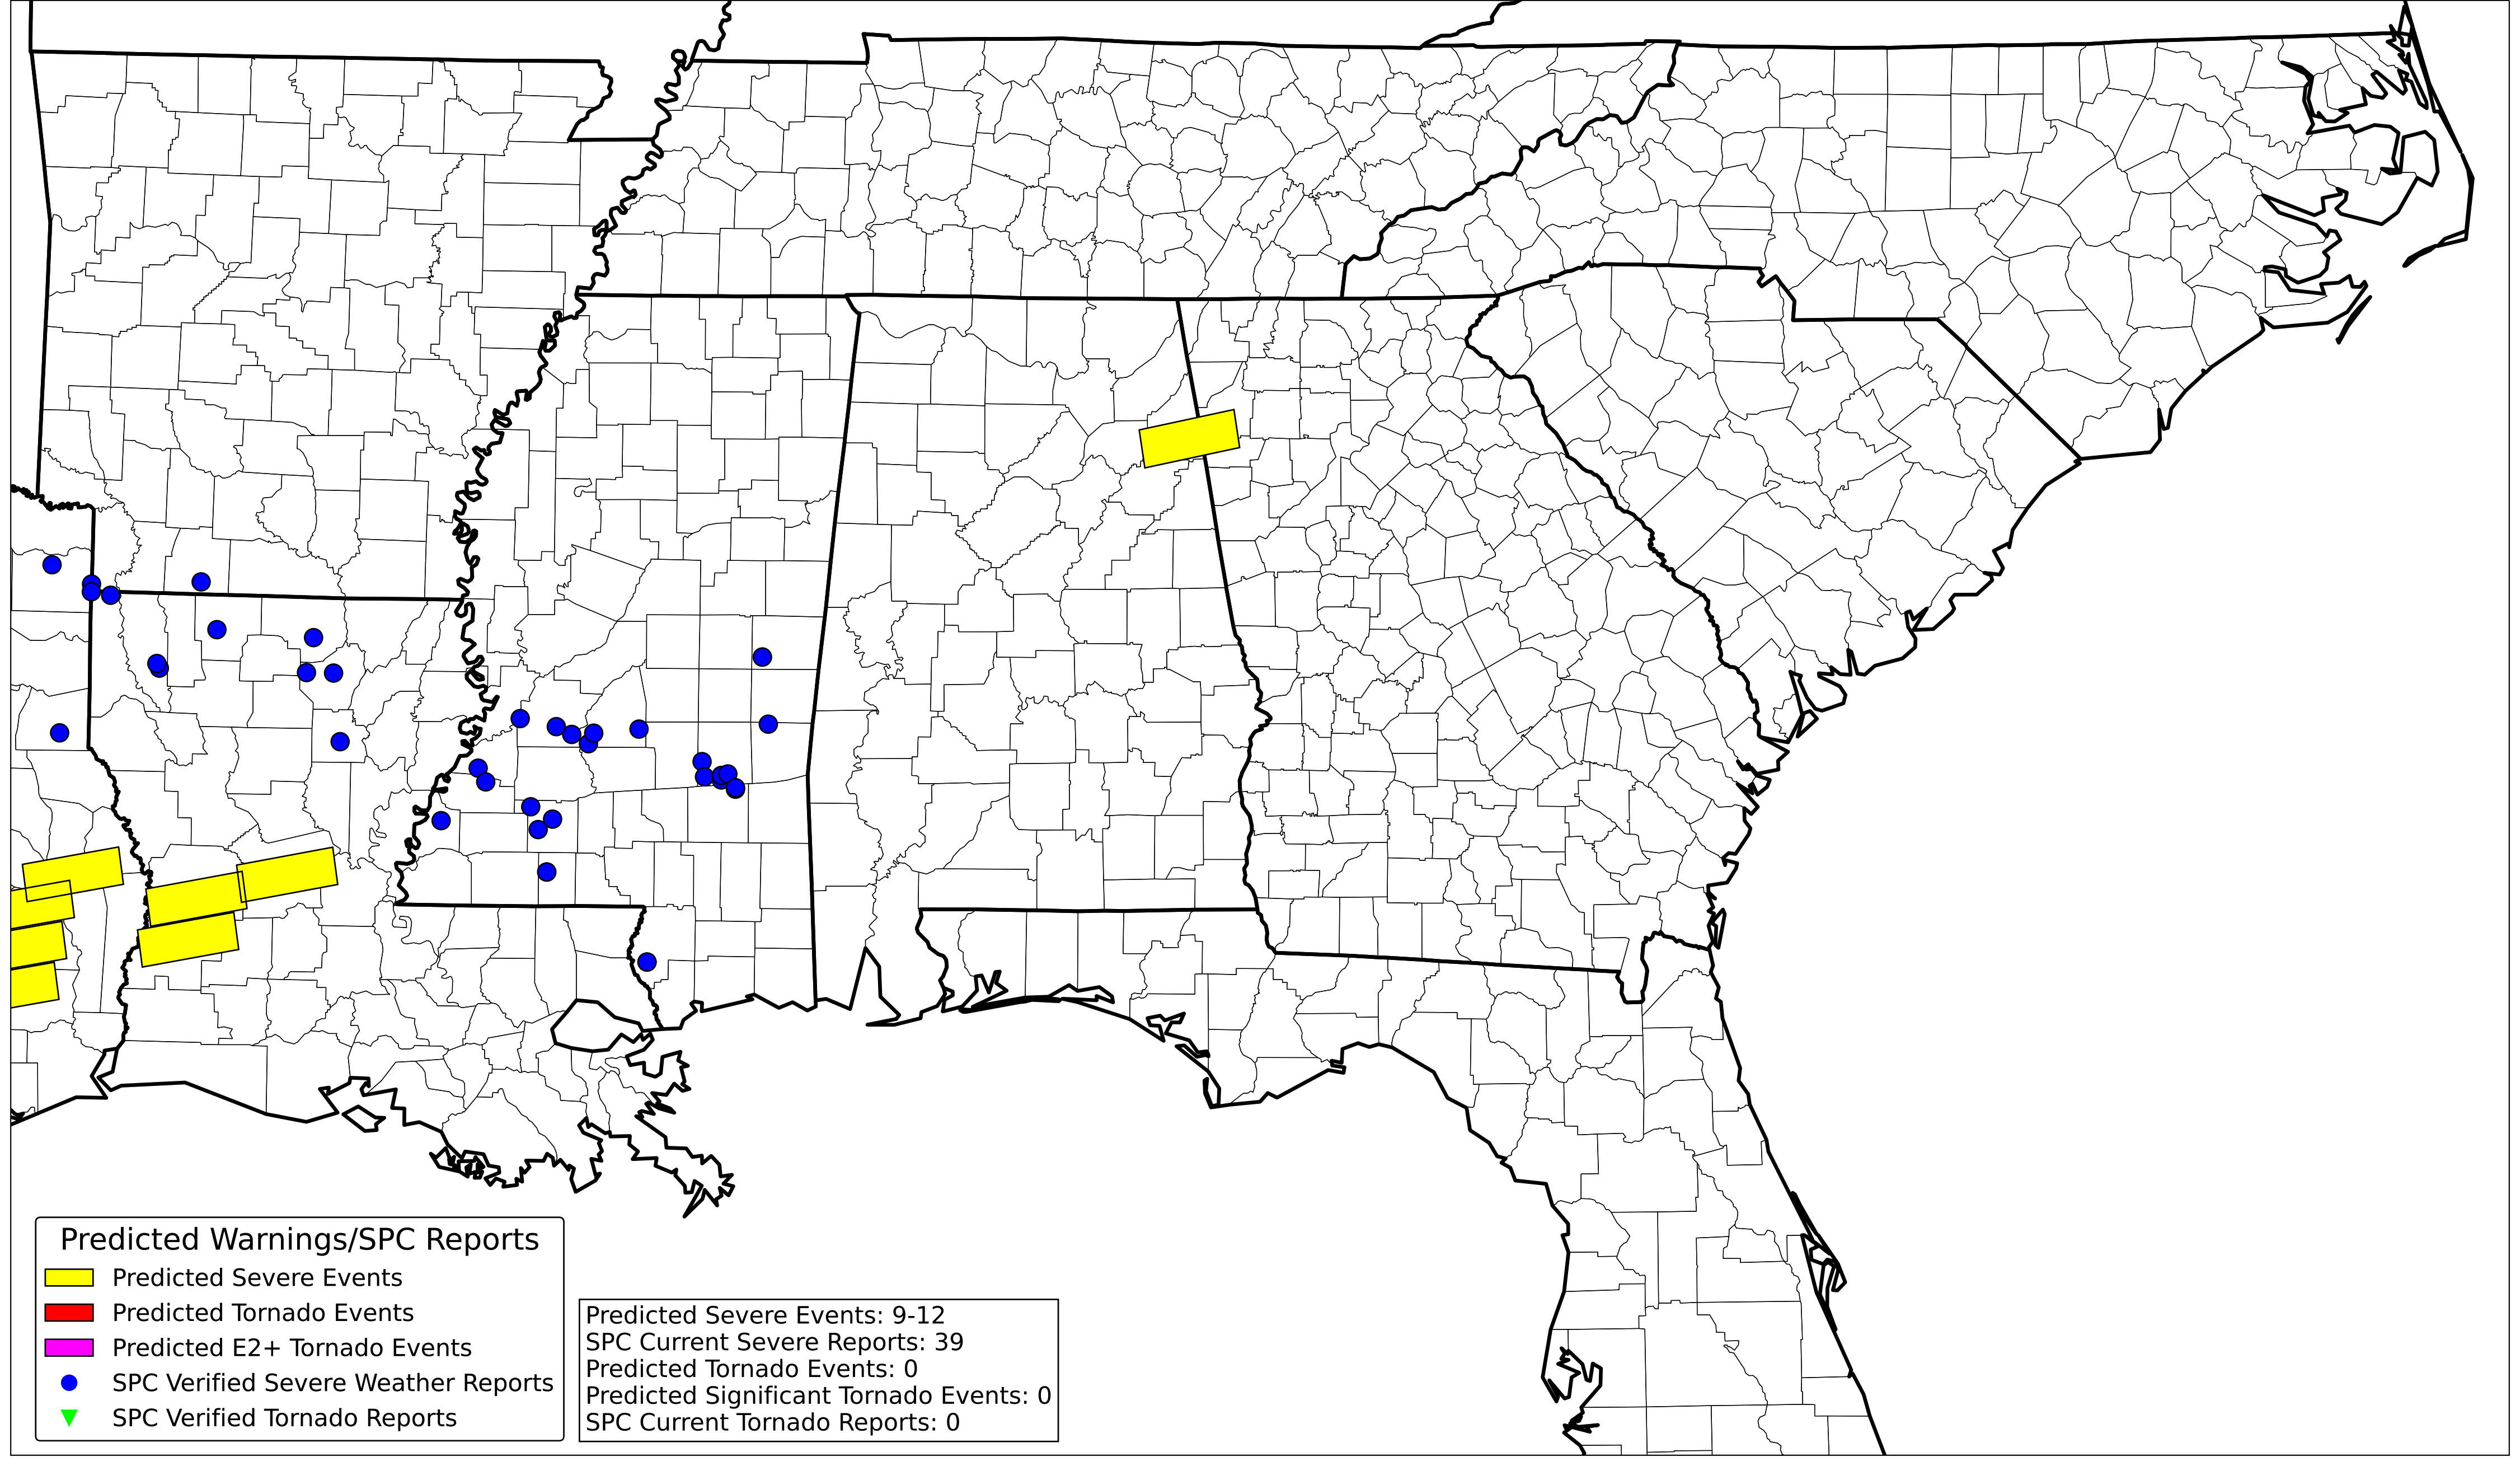 Predicted Warnings/SPC Reports
Predicted Severe Events
Predicted Tornado Events
Predicted E2+ Tornado Events
SPC Verified Severe Weather Reports
SPC Verified Tornado Reports
Predicted Severe Events: 9-12
SPC Current Severe Reports: 39
Predicted Tornado Events: 0
Predicted Significant Tornado Events: 0
SPC Current Tornado Reports: 0